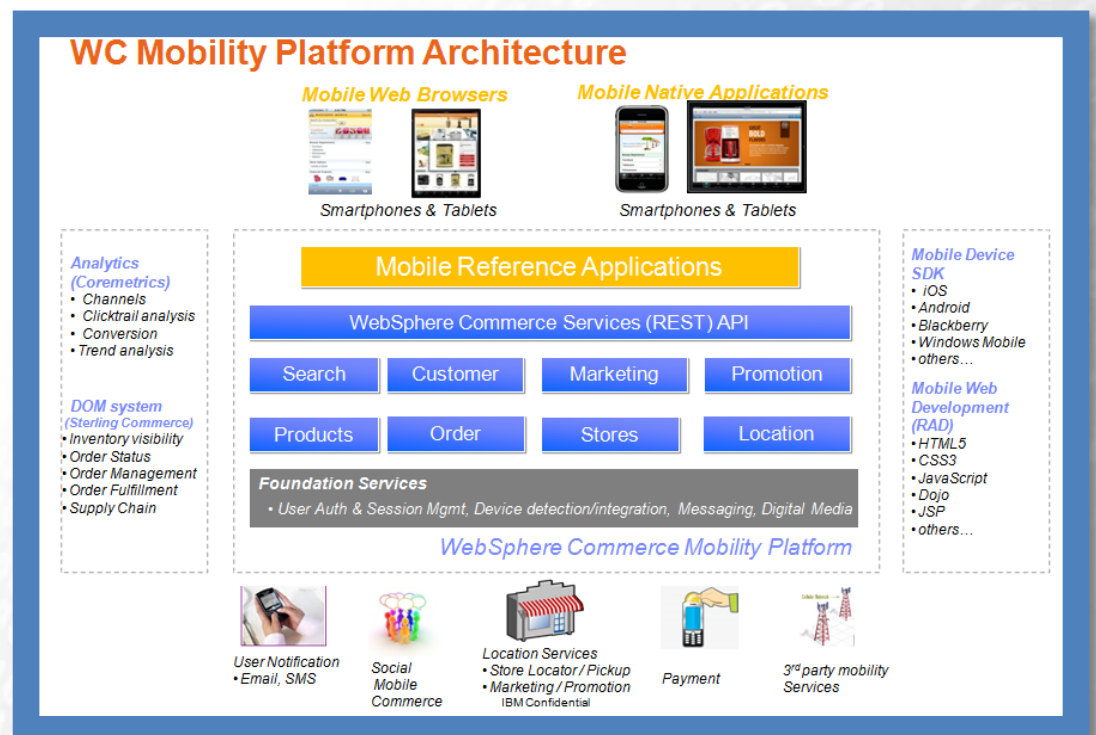 WC Mobility Platform Architecture
Mobile Web Browsers
Mobile Native Applications
Smartphones & Tablets
Smartphones & Tablets
Analytics
(Coremetrics)
• Channels
• Clicktrail analysis
• Conversion
• Trend analysis
DOM system
(Sterling Commerce)
• Inventory visibility
• Order Status
• Order Management
• Order Fulfillment
• Supply Chain
Mobile Reference Applications
WebSphere Commerce Services (REST) API
Search
Customer
Marketing
Promotion
Products
Order
Stores
Location
Foundation Services
• User Auth & Session Mgmt, Device detection/integration, Messaging, Digital Media
WebSphere Commerce Mobility Platform
Mobile Device
SDK
• iOS
• Android
• Blackberry
• Windows Mobile
• others…
Mobile Web
Development
(RAD)
• HTML5
• CSS3
• JavaScript
• Dojo
• JSP
• others…
User Notification
• Email, SMS
Social
Mobile
Commerce
Location Services
• Store Locator / Pickup
• Marketing / Promotion
IBM Confidential
Payment
3rd party mobility
Services